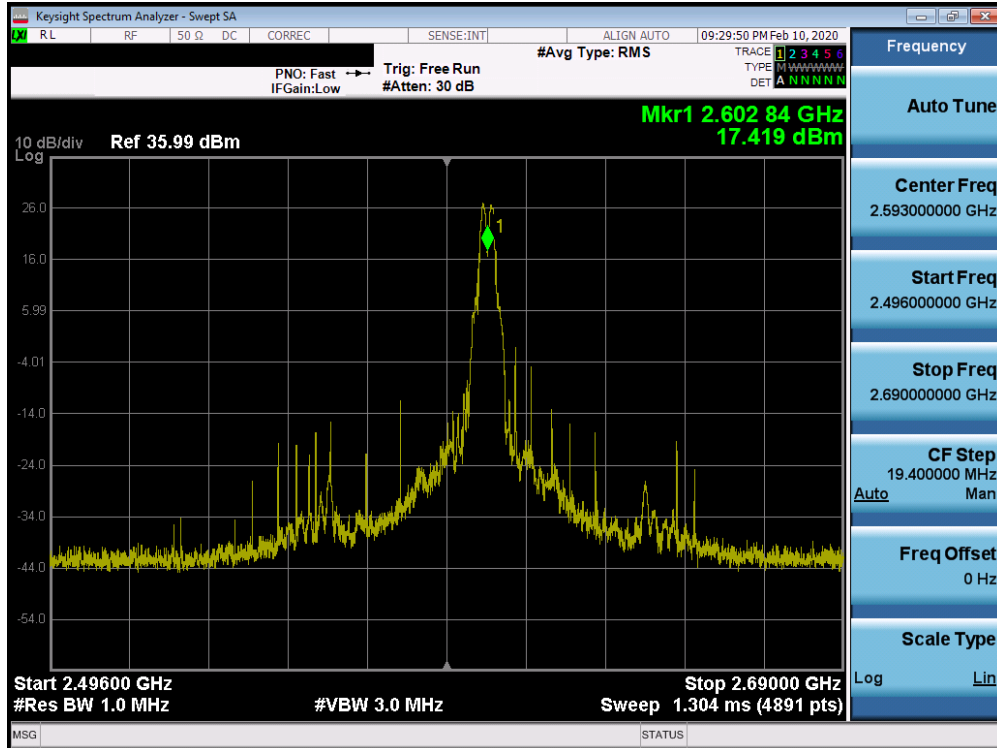 Keysight Spectrum Analyzer - Swept SA
LXI RL RF 50 Ω DC CORREC SENSE:INT ALIGN AUTO 09:29:50 PM Feb 10, 2020
#Avg Type: RMS
TRACE 1 2 3 4 5 6
TYPE M W W W W W
DET A N N N N N
PNO: Fast
IFGain:Low
Trig: Free Run
#Atten: 30 dB
Mkr1 2.602 84 GHz
17.419 dBm
10 dB/div
Log
Ref 35.99 dBm
26.0
16.0
5.99
-4.01
-14.0
-24.0
-34.0
-44.0
-54.0
1
Start 2.49600 GHz
Stop 2.69000 GHz
#Res BW 1.0 MHz
#VBW 3.0 MHz
Sweep 1.304 ms (4891 pts)
MSG
STATUS
Frequency
Auto Tune
Center Freq
2.593000000 GHz
Start Freq
2.496000000 GHz
Stop Freq
2.690000000 GHz
CF Step
19.400000 MHz
Auto Man
Freq Offset
0 Hz
Scale Type
Log Lin